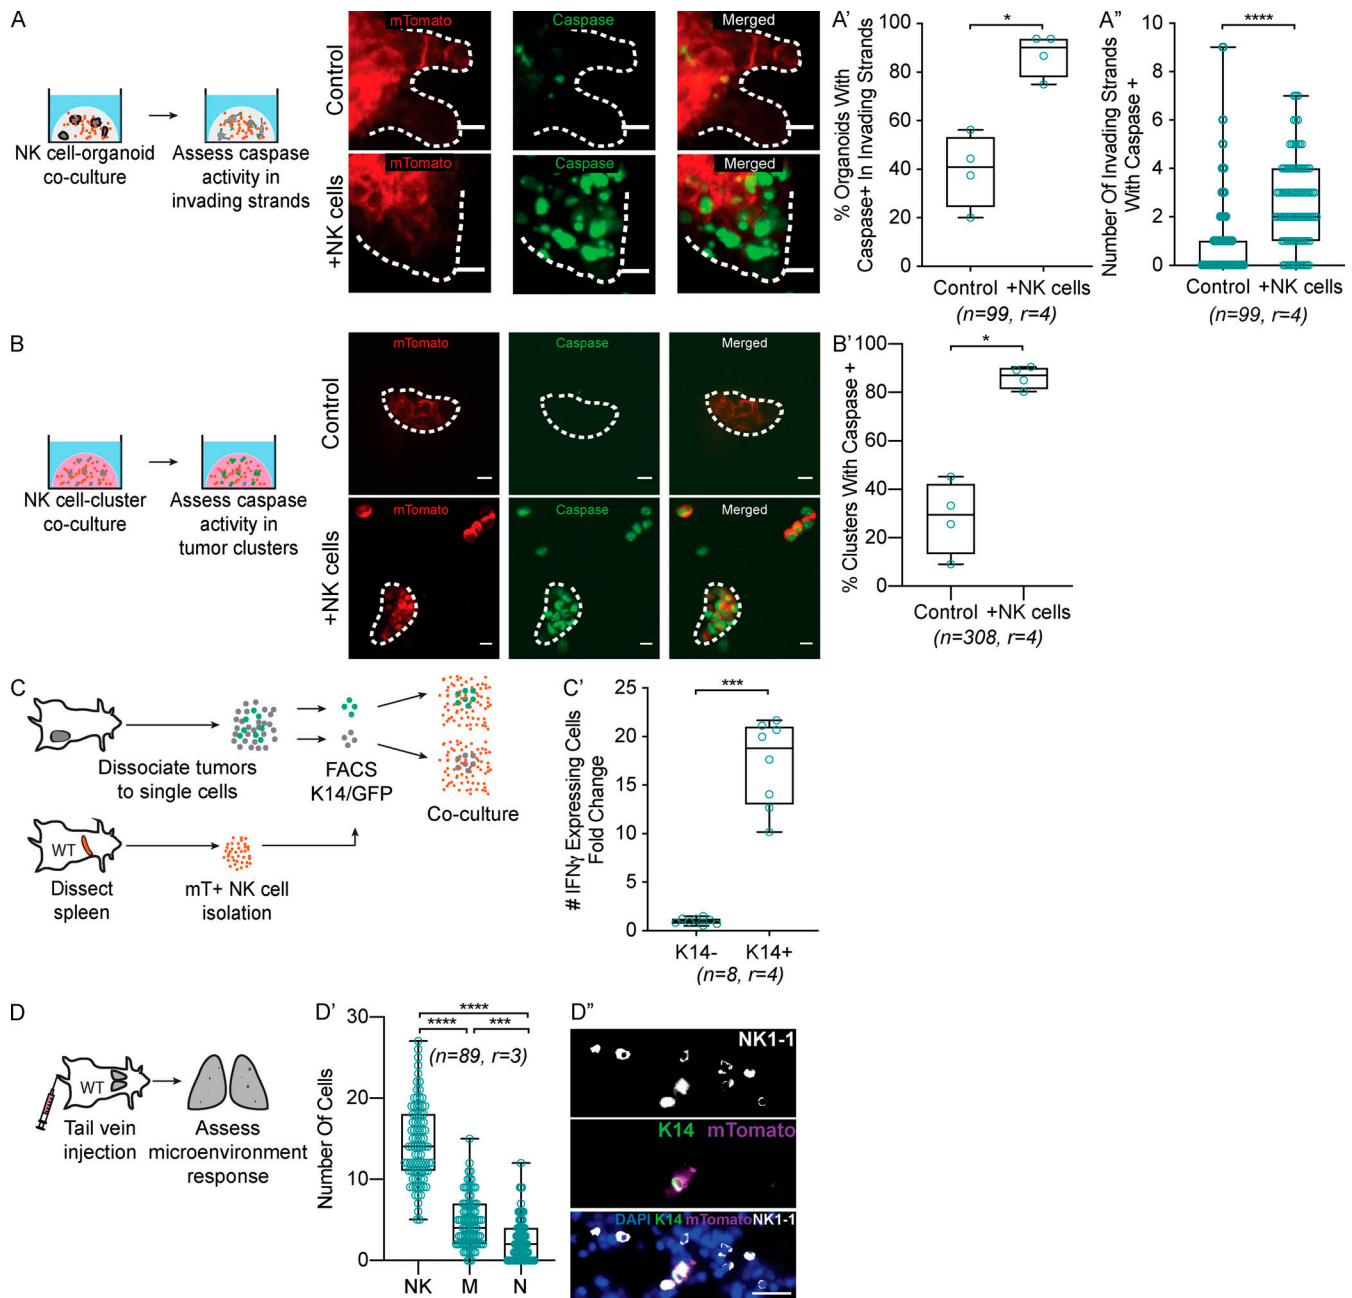 A
NK cell-organoid
co-culture
Assess caspase
activity in
invading strands
Control
+NK cells
mTomato
Caspase
Merged
mTomato
Caspase
Merged
A'
% Organoids With
Caspase+ In Invading Strands
100
80
60
40
20
0
*
Control +NK cells
(n=99, r=4)
A"
Number Of Invading Strands
With Caspase +
10
8
6
4
2
0
****
Control +NK cells
(n=99, r=4)
B
NK cell-cluster
co-culture
Assess caspase
activity in
tumor clusters
Control
+NK cells
mTomato
Caspase
Merged
mTomato
Caspase
Merged
B'
% Clusters With Caspase +
100
80
60
40
20
0
*
Control +NK cells
(n=308, r=4)
C
Dissociate tumors
to single cells
FACS
K14/GFP
Co-culture
WT
Dissect
spleen
mT+ NK cell
isolation
C'
# IFNγ Expressing Cells
Fold Change
25
20
15
10
5
0
***
K14- K14+
(n=8, r=4)
D
WT
Tail vein
injection
Assess
microenvironment
response
D'
Number Of Cells
30
20
10
0
****
**** ***
(n=89, r=3)
NK M N
D"
NK1-1
K14 mTomato
DAPI K14 mTomato NK1-1